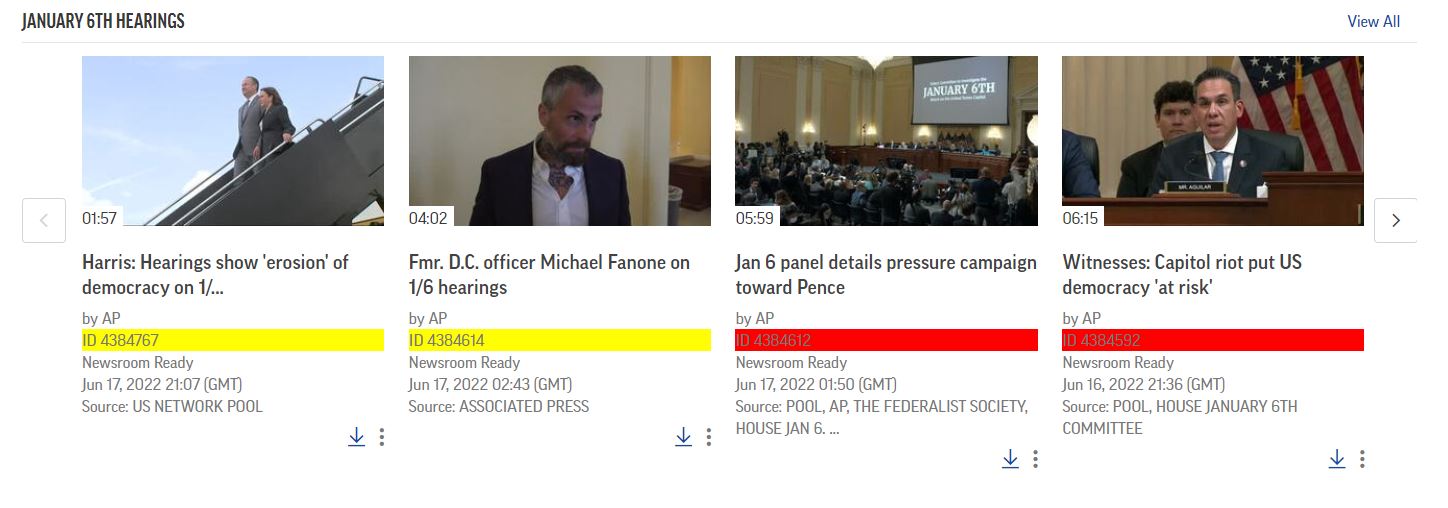 JANUARY 6TH HEARINGS
View All
01:57
Harris: Hearings show 'erosion' of
democracy on 1/...
by AP
ID 4384767
Newsroom Ready
Jun 17, 2022 21:07 (GMT)
Source: US NETWORK POOL
04:02
Fmr. D.C. officer Michael Fanone on
1/6 hearings
by AP
ID 4384614
Newsroom Ready
Jun 17, 2022 02:43 (GMT)
Source: ASSOCIATED PRESS
JANUARY 6TH
05:59
Jan 6 panel details pressure campaign
toward Pence
by AP
ID 4384612
Newsroom Ready
Jun 17, 2022 01:50 (GMT)
Source: POOL, AP, THE FEDERALIST SOCIETY,
HOUSE JAN 6. ...
MR. AGUILAR
06:15
Witnesses: Capitol riot put US
democracy 'at risk'
by AP
ID 4384592
Newsroom Ready
Jun 16, 2022 21:36 (GMT)
Source: POOL, HOUSE JANUARY 6TH
COMMITTEE